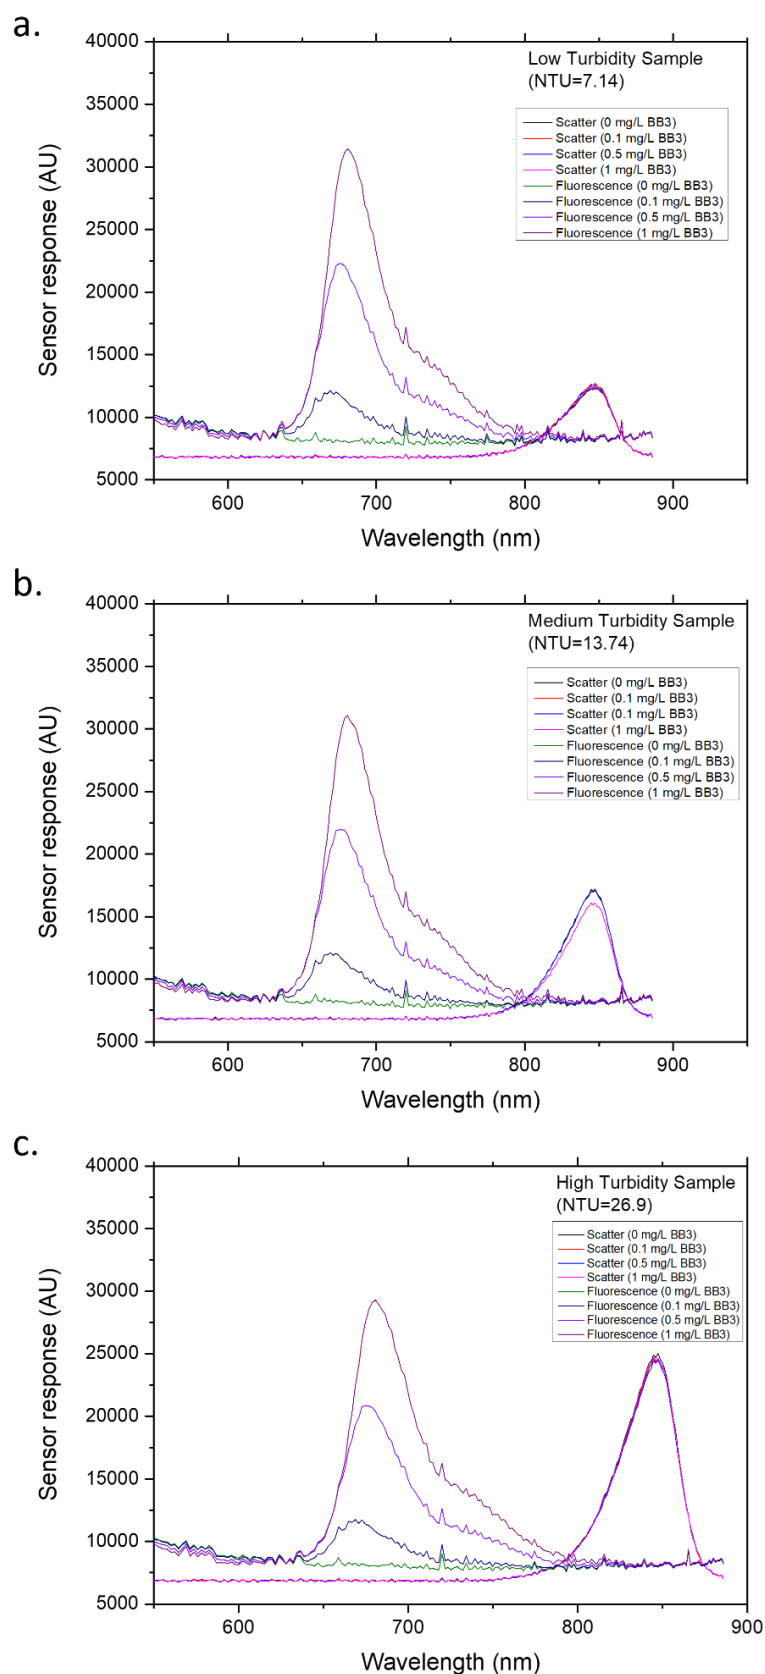 a.
40000
35000
30000
25000
20000
15000
10000
5000
Sensor response (AU)
Low Turbidity Sample
(NTU=7.14)
Scatter (0 mg/L BB3)
Scatter (0.1 mg/L BB3)
Scatter (0.5 mg/L BB3)
Scatter (1 mg/L BB3)
Fluorescence (0 mg/L BB3)
Fluorescence (0.1 mg/L BB3)
Fluorescence (0.5 mg/L BB3)
Fluorescence (1 mg/L BB3)
600 700 800 900
Wavelength (nm)
b.
40000
35000
30000
25000
20000
15000
10000
5000
Sensor response (AU)
Medium Turbidity Sample
(NTU=13.74)
Scatter (0 mg/L BB3)
Scatter (0.1 mg/L BB3)
Scatter (0.1 mg/L BB3)
Scatter (1 mg/L BB3)
Fluorescence (0 mg/L BB3)
Fluorescence (0.1 mg/L BB3)
Fluorescence (0.5 mg/L BB3)
Fluorescence (1 mg/L BB3)
600 700 800 900
Wavelength (nm)
c.
40000
35000
30000
25000
20000
15000
10000
5000
Sensor response (AU)
High Turbidity Sample
(NTU=26.9)
Scatter (0 mg/L BB3)
Scatter (0.1 mg/L BB3)
Scatter (0.5 mg/L BB3)
Scatter (1 mg/L BB3)
Fluorescence (0 mg/L BB3)
Fluorescence (0.1 mg/L BB3)
Fluorescence (0.5 mg/L BB3)
Fluorescence (1 mg/L BB3)
600 700 800 900
Wavelength (nm)